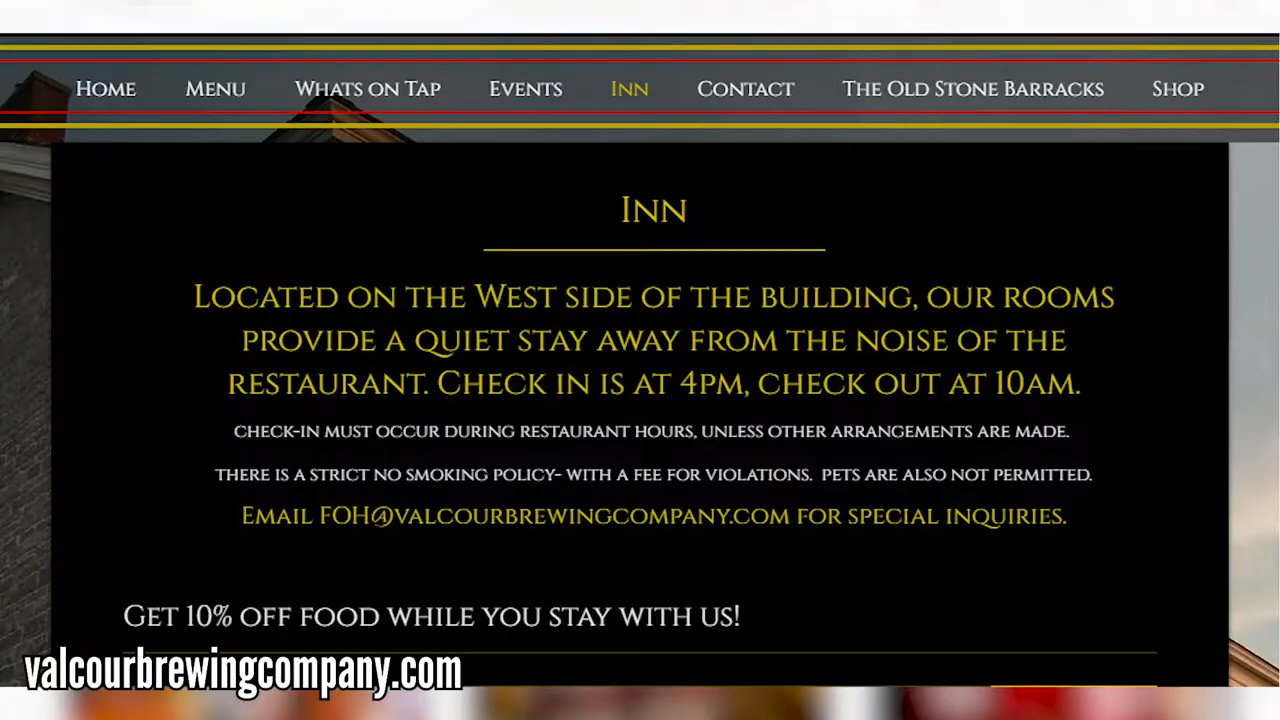 Home Menu Whats on Tap Events Inn Contact The Old Stone Barracks Shop
Inn
Located on the West side of the building, our rooms
provide a quiet stay away from the noise of the
restaurant. Check in is at 4pm, check out at 10am.
check-in must occur during restaurant hours, unless other arrangements are made.
there is a strict no smoking policy- with a fee for violations. pets are also not permitted.
Email FOH@valcourbrewingcompany.com for special inquiries.
Get 10% off food while you stay with us!
valcourbrewingcompany.com